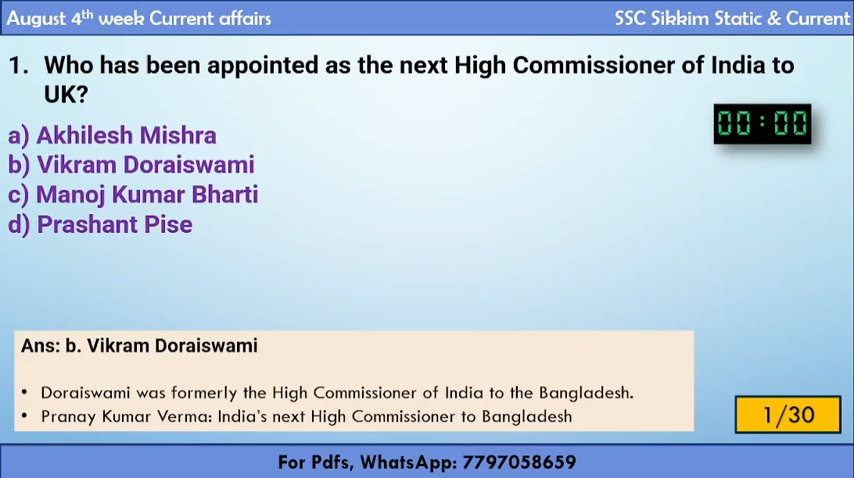 August 4th week Current affairs
SSC Sikkim Static & Current
1. Who has been appointed as the next High Commissioner of India to
UK?
00:00
a) Akhilesh Mishra
b) Vikram Doraiswami
c) Manoj Kumar Bharti
d) Prashant Pise
Ans: b. Vikram Doraiswami
• Doraiswami was formerly the High Commissioner of India to the Bangladesh.
• Pranay Kumar Verma: India's next High Commissioner to Bangladesh
1/30
For Pdfs, WhatsApp: 7797058659